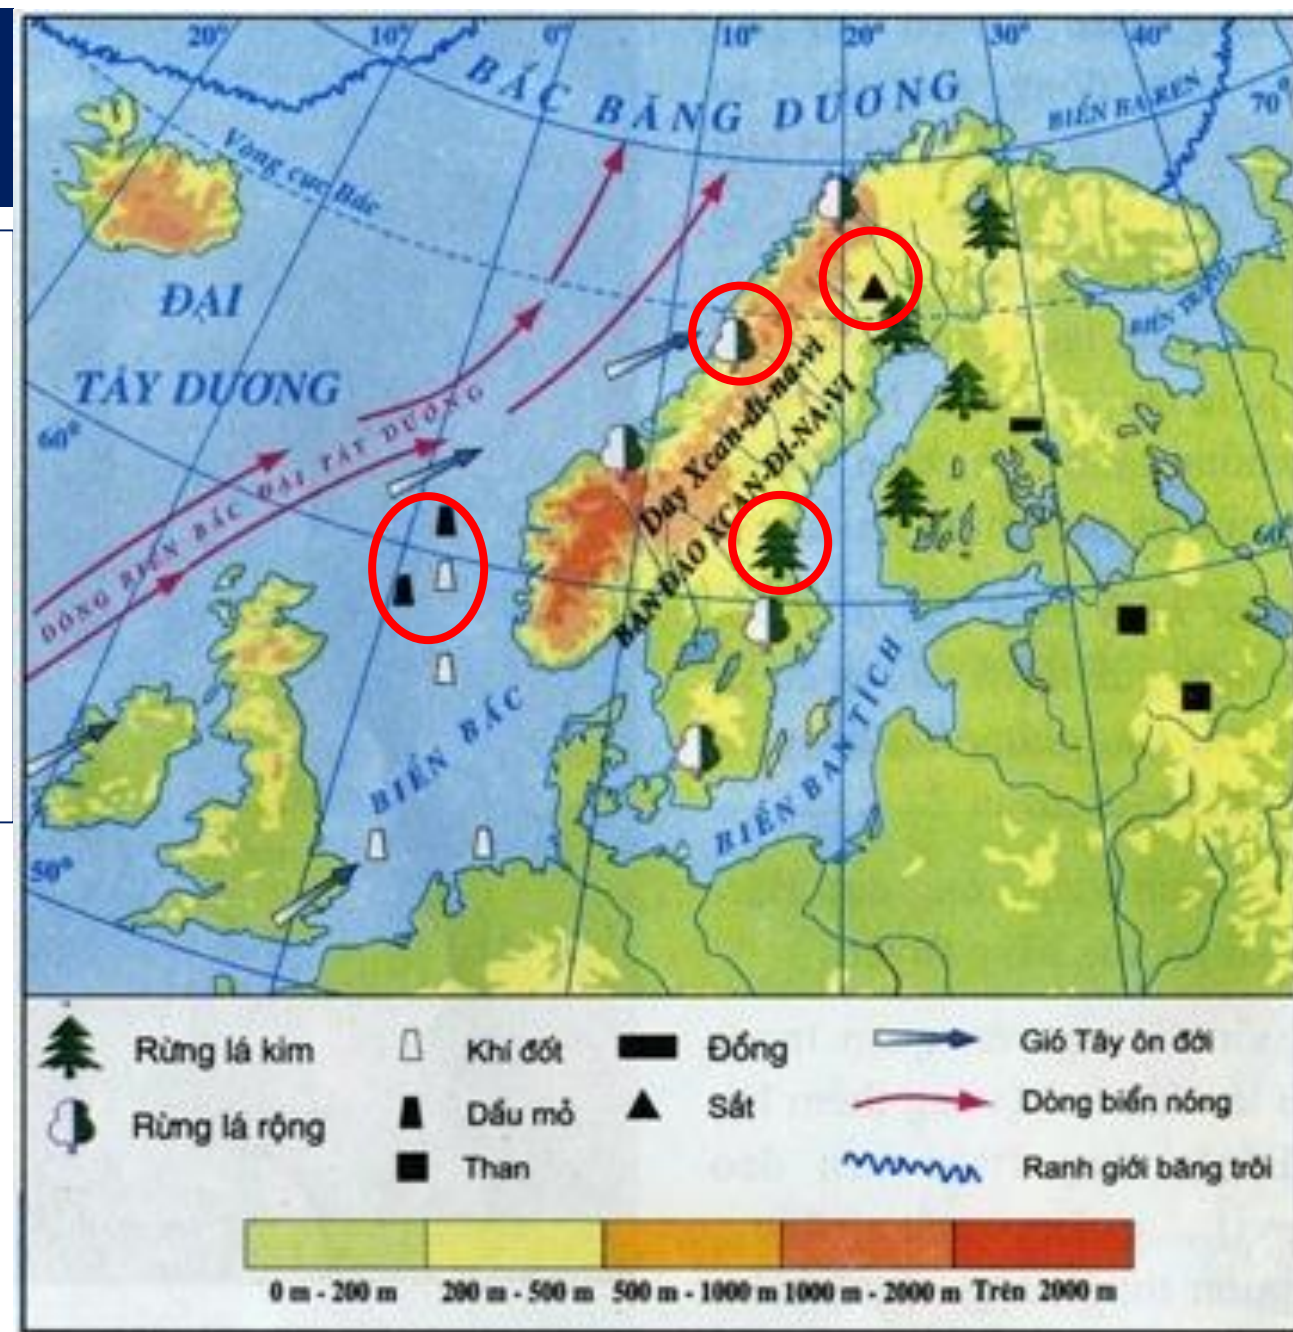 20° 10° 0° 10° 20° 30° 40°
BẮC BĂNG DƯƠNG
BIỂN BA REN
70°
Vòng cực Bắc
ĐẠI
TÂY DƯƠNG
BIỂN TRẮNG
60°
DÒNG BIỂN BẮC ĐẠI TÂY DƯƠNG
Dãy Xcan-đi-na-vi
BÁN ĐẢO XCAN-ĐI-NA-VI
60°
BIỂN BẮC
BIỂN BAN TÍCH
50°
Rừng lá kim
Khí đốt
Đồng
Gió Tây ôn đới
Rừng lá rộng
Dầu mỏ
Sắt
Dòng biển nóng
Than
Ranh giới băng trôi
0 m - 200 m 200 m - 500 m 500 m - 1000 m 1000 m - 2000 m Trên 2000 m